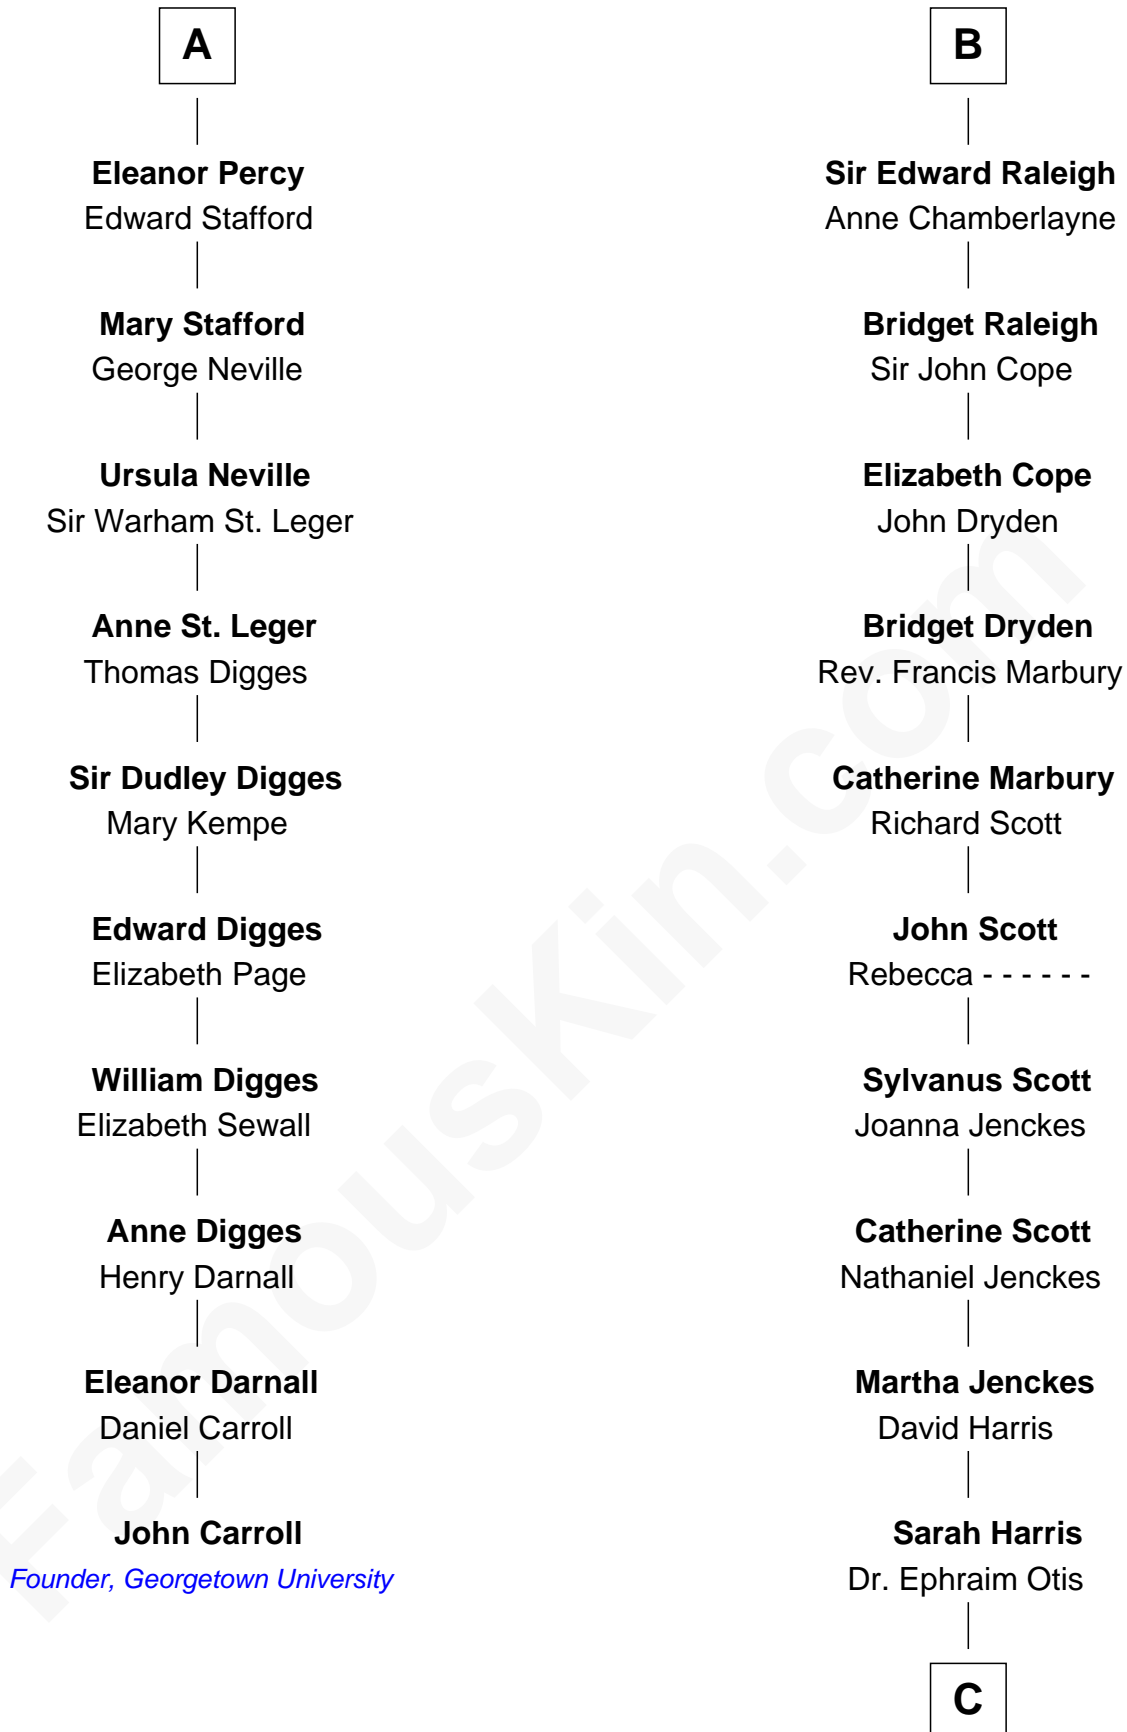 A
Eleanor Percy
Edward Stafford
Mary Stafford
George Neville
Ursula Neville
Sir Warham St. Leger
Anne St. Leger
Thomas Digges
Sir Dudley Digges
Mary Kempe
Edward Digges
Elizabeth Page
William Digges
Elizabeth Sewall
Anne Digges
Henry Darnall
Eleanor Darnall
Daniel Carroll
John Carroll
Founder, Georgetown University
B
Sir Edward Raleigh
Anne Chamberlayne
Bridget Raleigh
Sir John Cope
Elizabeth Cope
John Dryden
Bridget Dryden
Rev. Francis Marbury
Catherine Marbury
Richard Scott
John Scott
Rebecca - - - - - -
Sylvanus Scott
Joanna Jenckes
Catherine Scott
Nathaniel Jenckes
Martha Jenckes
David Harris
Sarah Harris
Dr. Ephraim Otis
C
FamousKin.com